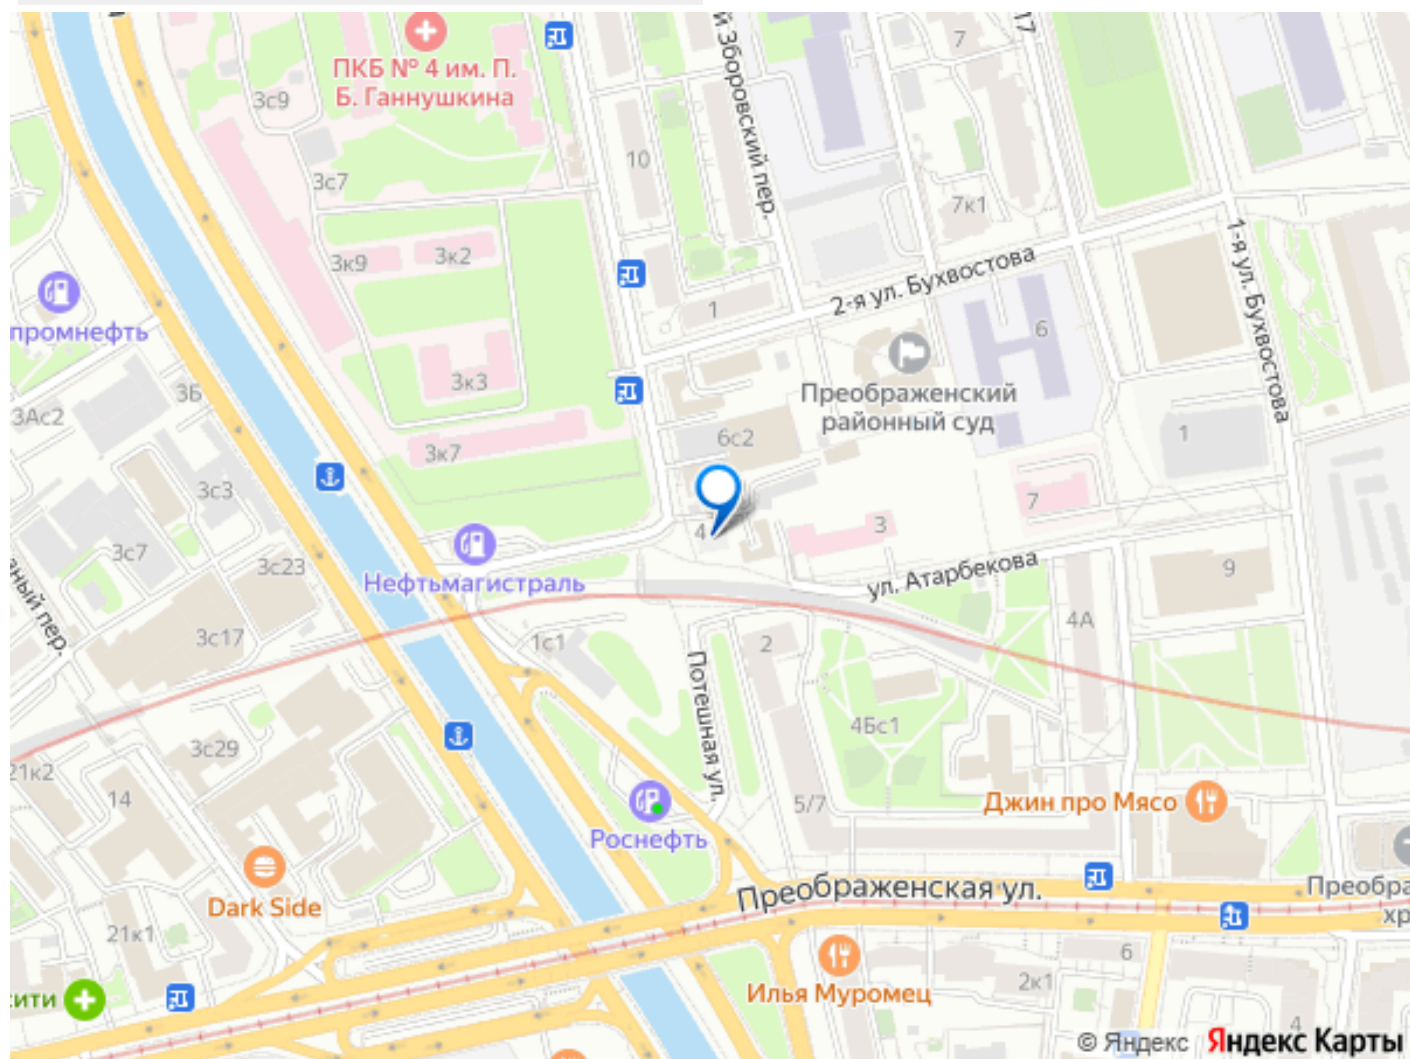 ПКБ № 4 им. П.
Б. Ганнушкина
3с9
3с7
10
й Зборовский пер.
7
17
7к1
3к9
3к2
1
2-я ул. Бухвостова
1-я ул. Бухвостова
промнефть
3Б
3Ас2
3к3
6
Преображенский
районный суд
6с2
1
3к7
3с3
3с7
3с23
4
3
7
Нефтьмагистраль
ул. Атарбекова
9
3с17
1с1
2
4А
Потешная ул.
4Бс1
3с29
21к2
14
5/7
Джин про Мясо
Роснефть
Dark Side
Преображенская ул.
Преобра
хр
21к1
6
2к1
Илья Муромец
сити
4
© Яндекс Яндекс Карты